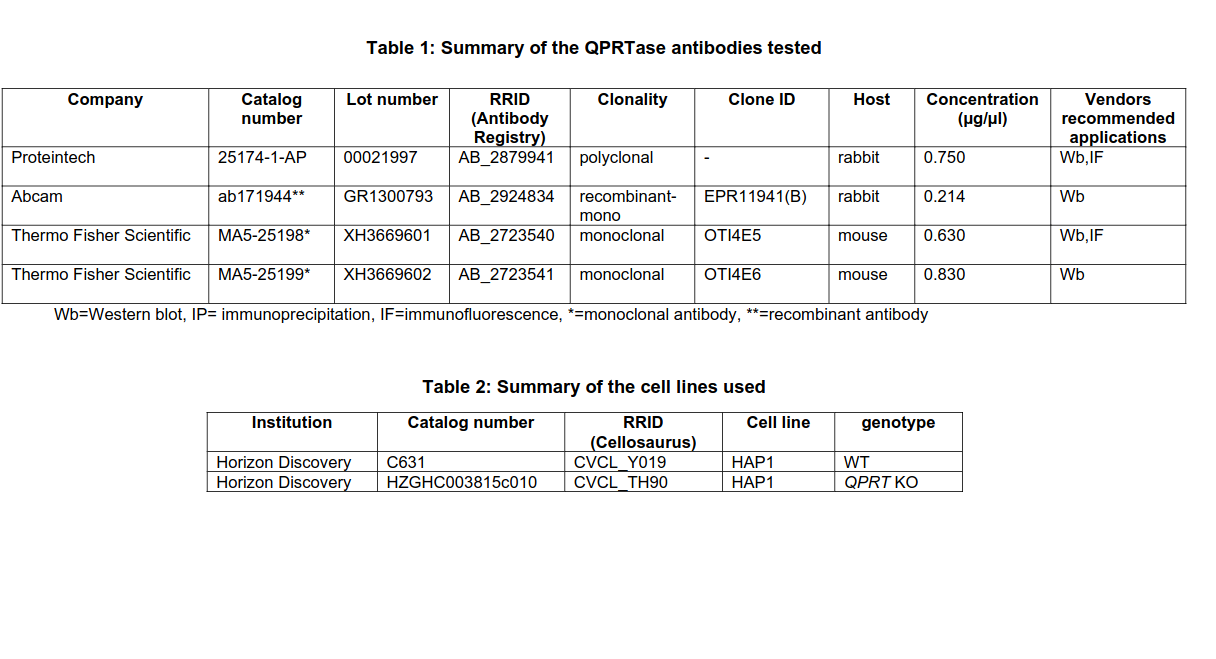 Table 1: Summary of the QPRTase antibodies tested
Company Catalog number Lot number RRID (Antibody Registry) Clonality Clone ID Host Concentration (µg/µl) Vendors recommended applications
Proteintech 25174-1-AP 00021997 AB_2879941 polyclonal - rabbit 0.750 Wb,IF
Abcam ab171944** GR1300793 AB_2924834 recombinant-mono EPR11941(B) rabbit 0.214 Wb
Thermo Fisher Scientific MA5-25198* XH3669601 AB_2723540 monoclonal OTI4E5 mouse 0.630 Wb,IF
Thermo Fisher Scientific MA5-25199* XH3669602 AB_2723541 monoclonal OTI4E6 mouse 0.830 Wb
Wb=Western blot, IP= immunoprecipitation, IF=immunofluorescence, *=monoclonal antibody, **=recombinant antibody
Table 2: Summary of the cell lines used
Institution Catalog number RRID (Cellosaurus) Cell line genotype
Horizon Discovery C631 CVCL_Y019 HAP1 WT
Horizon Discovery HZGHC003815c010 CVCL_TH90 HAP1 QPRT KO